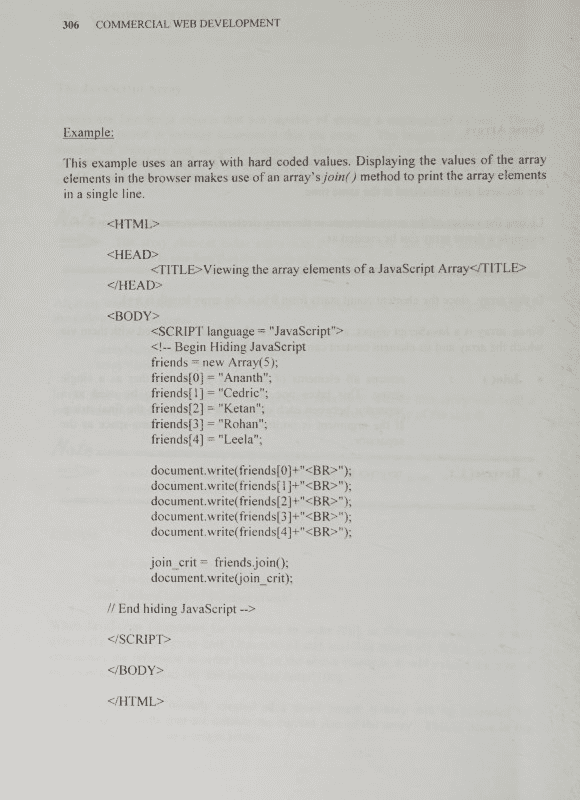 306 COMMERCIAL WEB DEVELOPMENT
Example:
This example uses an array with hard coded values. Displaying the values of the array
elements in the browser makes use of an array's join( ) method to print the array elements
in a single line.
<HTML>
<HEAD>
<TITLE>Viewing the array elements of a JavaScript Array</TITLE>
</HEAD>
<BODY>
<SCRIPT language = "JavaScript">
<!-- Begin Hiding JavaScript
friends = new Array(5);
friends[0] = "Ananth";
friends[1] = "Cedric";
friends[2] = "Ketan";
friends[3] = "Rohan";
friends[4] = "Leela";
document.write(friends[0]+"<BR>");
document.write(friends[1]+"<BR>");
document.write(friends[2]+"<BR>");
document.write(friends[3]+"<BR>");
document.write(friends[4]+"<BR>");
join_crit = friends.join();
document.write(join_crit);
// End hiding JavaScript -->
</SCRIPT>
</BODY>
</HTML>